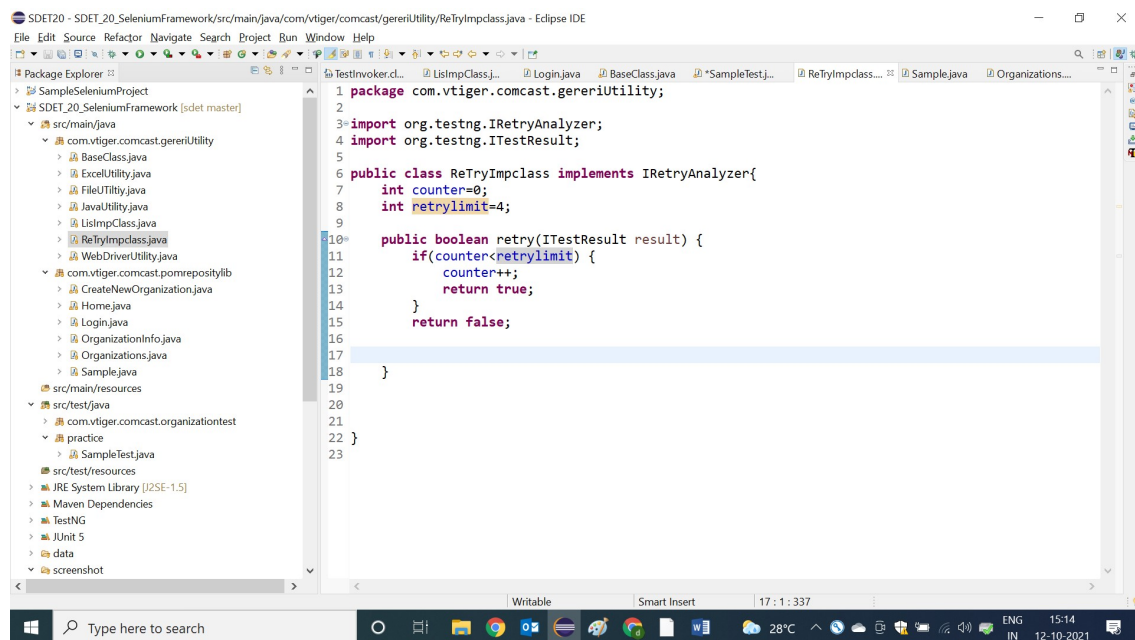 SDET20 - SDET_20_SeleniumFramework/src/main/java/com/vtiger/comcast/gereriUtility/ReTryImpclass.java - Eclipse IDE
File Edit Source Refactor Navigate Search Project Run Window Help
Package Explorer
TestInvoker.cl... LisImpClass.j... Login.java BaseClass.java *SampleTest.j... ReTryImpclass.... Sample.java Organizations....
SampleSeleniumProject
SDET_20_SeleniumFramework [sdet master]
src/main/java
com.vtiger.comcast.gereriUtility
BaseClass.java
ExcelUtility.java
FileUTiltiy.java
JavaUtility.java
LisImpClass.java
ReTryImpclass.java
WebDriverUtility.java
com.vtiger.comcast.pomrepositylib
CreateNewOrganization.java
Home.java
Login.java
OrganizationInfo.java
Organizations.java
Sample.java
src/main/resources
src/test/java
com.vtiger.comcast.organizationtest
practice
SampleTest.java
src/test/resources
JRE System Library [J2SE-1.5]
Maven Dependencies
TestNG
JUnit 5
data
screenshot
1 package com.vtiger.comcast.gereriUtility;
2
3 import org.testng.IRetryAnalyzer;
4 import org.testng.ITestResult;
5
6 public class ReTryImpclass implements IRetryAnalyzer{
7 int counter=0;
8 int retrylimit=4;
9
10 public boolean retry(ITestResult result) {
11 if(counter<retrylimit) {
12 counter++;
13 return true;
14 }
15 return false;
16
17
18 }
19
20
21
22 }
23
Writable Smart Insert 17 : 1 : 337
Type here to search
28°C
ENG
IN
15:14
12-10-2021